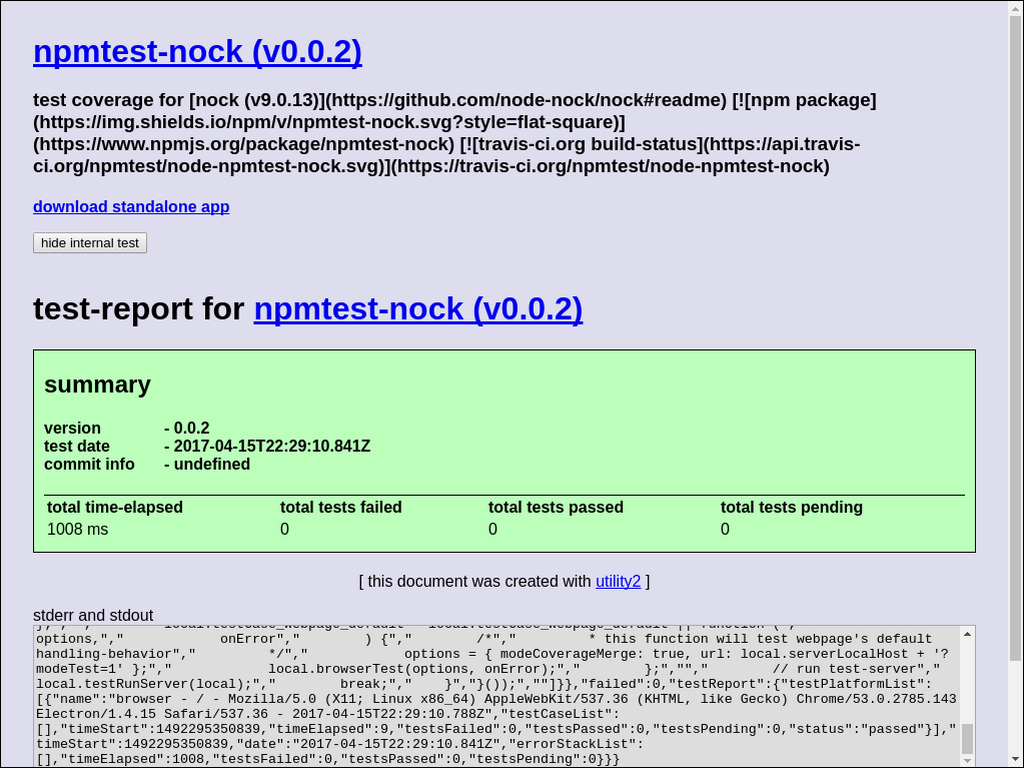 npmtest-nock (v0.0.2)
test coverage for [nock (v9.0.13)](https://github.com/node-nock/nock#readme) [![npm package]
(https://img.shields.io/npm/v/npmtest-nock.svg?style=flat-square)]
(https://www.npmjs.org/package/npmtest-nock) [![travis-ci.org build-status](https://api.travis-
ci.org/npmtest/node-npmtest-nock.svg)](https://travis-ci.org/npmtest/node-npmtest-nock)
download standalone app
hide internal test
test-report for npmtest-nock (v0.0.2)
summary
version - 0.0.2
test date - 2017-04-15T22:29:10.841Z
commit info - undefined
total time-elapsed total tests failed total tests passed total tests pending
1008 ms 0 0 0
[ this document was created with utility2 ]
stderr and stdout
options,","            onError","        ) {","        /*","         * this function will test webpage's default
handling-behavior","         */","            options = { modeCoverageMerge: true, url: local.serverLocalHost + '?
modeTest=1' };","            local.browserTest(options, onError);","        };","","        // run test-server","
local.testRunServer(local);","        break;","    }","}());",""]}},"failed":0,"testReport":{"testPlatformList":
[{"name":"browser - / - Mozilla/5.0 (X11; Linux x86_64) AppleWebKit/537.36 (KHTML, like Gecko) Chrome/53.0.2785.143
Electron/1.4.15 Safari/537.36 - 2017-04-15T22:29:10.788Z","testCaseList":
[],"timeStart":1492295350839,"timeElapsed":9,"testsFailed":0,"testsPassed":0,"testsPending":0,"status":"passed"}],"
timeStart":1492295350839,"date":"2017-04-15T22:29:10.841Z","errorStackList":
[],"timeElapsed":1008,"testsFailed":0,"testsPassed":0,"testsPending":0}}}